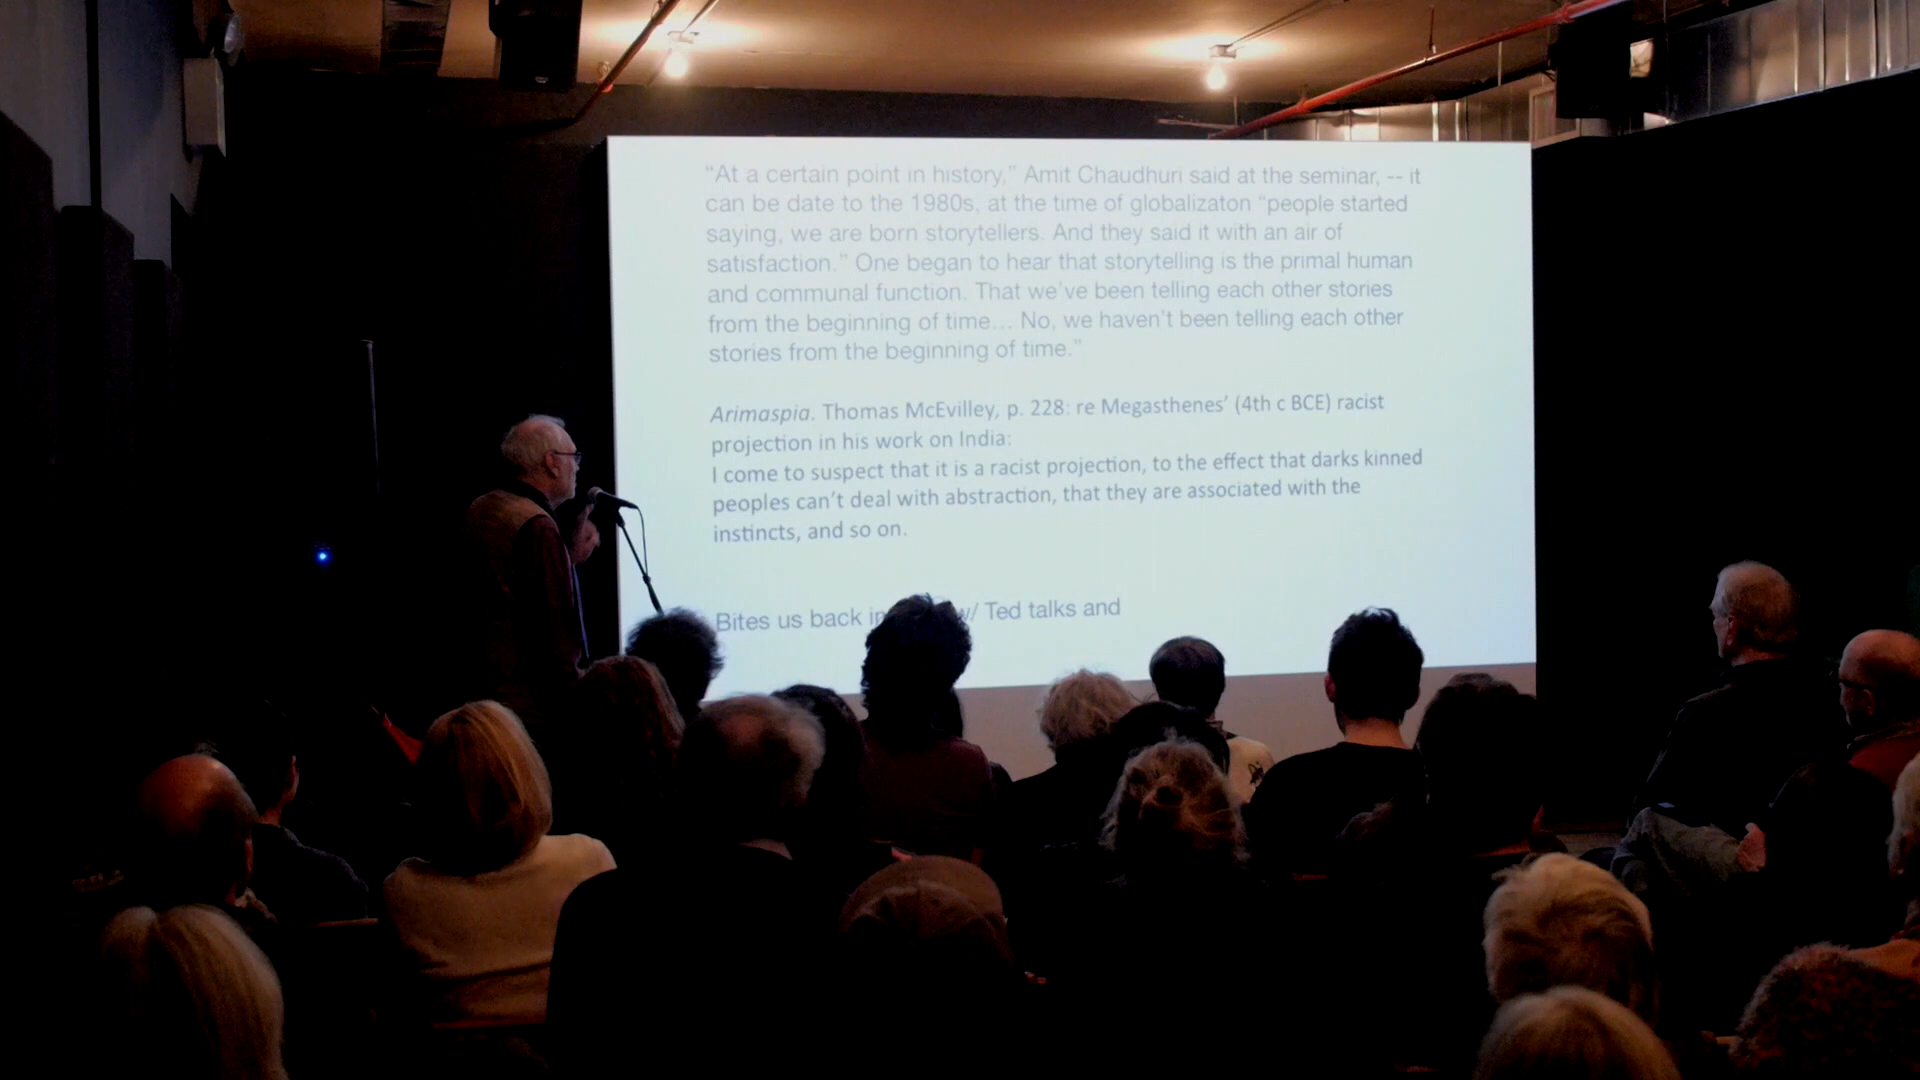 “At a certain point in history,” Amit Chaudhuri said at the seminar, -- it
can be date to the 1980s, at the time of globalizaton “people started
saying, we are born storytellers. And they said it with an air of
satisfaction.” One began to hear that storytelling is the primal human
and communal function. That we’ve been telling each other stories
from the beginning of time… No, we haven’t been telling each other
stories from the beginning of time.”
Arimaspia. Thomas McEvilley, p. 228: re Megasthenes’ (4th c BCE) racist
projection in his work on India:
I come to suspect that it is a racist projection, to the effect that darks kinned
peoples can’t deal with abstraction, that they are associated with the
instincts, and so on.
Bites us back w/ Ted talks and